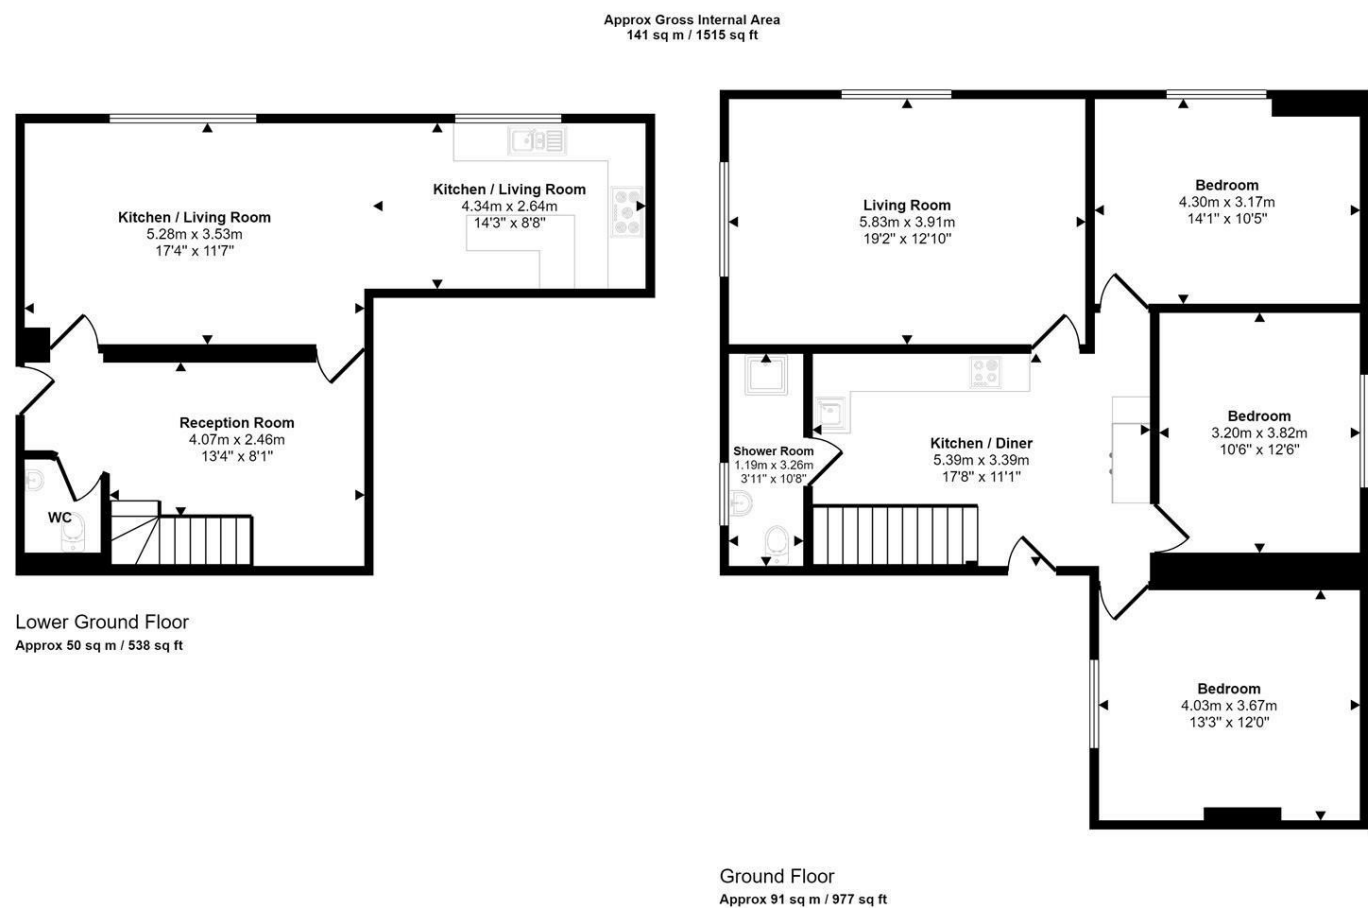 Approx Gross Internal Area
141 sq m / 1515 sq ft
Kitchen / Living Room
5.28m x 3.53m
17'4" x 11'7"
Kitchen / Living Room
4.34m x 2.64m
14'3" x 8'8"
Reception Room
4.07m x 2.46m
13'4" x 8'1"
WC
Lower Ground Floor
Approx 50 sq m / 538 sq ft
Living Room
5.83m x 3.91m
19'2" x 12'10"
Bedroom
4.30m x 3.17m
14'1" x 10'5"
Shower Room
1.19m x 3.26m
3'11" x 10'8"
Kitchen / Diner
5.39m x 3.39m
17'8" x 11'1"
Bedroom
3.20m x 3.82m
10'6" x 12'6"
Bedroom
4.03m x 3.67m
13'3" x 12'0"
Ground Floor
Approx 91 sq m / 977 sq ft